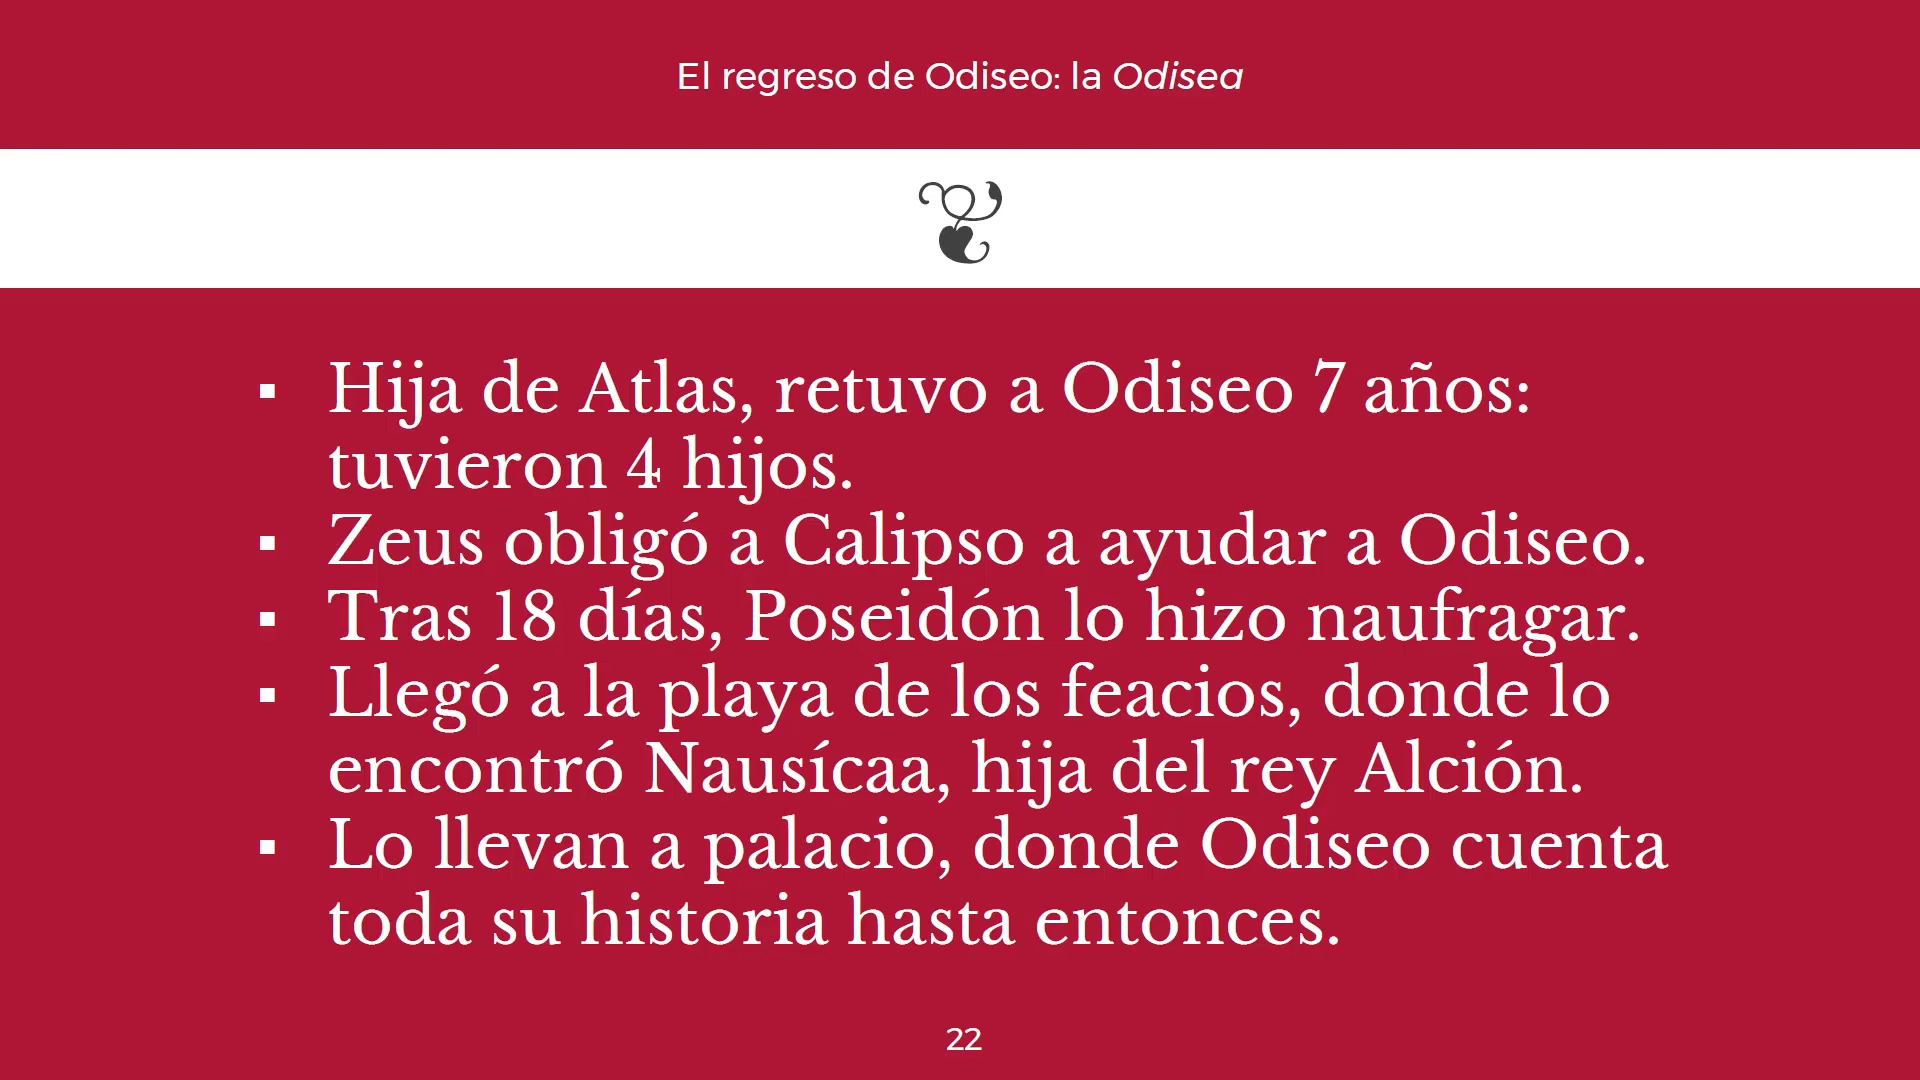 El regreso de Odiseo: la Odisea
▪ Hija de Atlas, retuvo a Odiseo 7 años:
tuvieron 4 hijos.
▪ Zeus obligó a Calipso a ayudar a Odiseo.
▪ Tras 18 días, Poseidón lo hizo naufragar.
▪ Llegó a la playa de los feacios, donde lo
encontró Nausícaa, hija del rey Alción.
▪ Lo llevan a palacio, donde Odiseo cuenta
toda su historia hasta entonces.
22